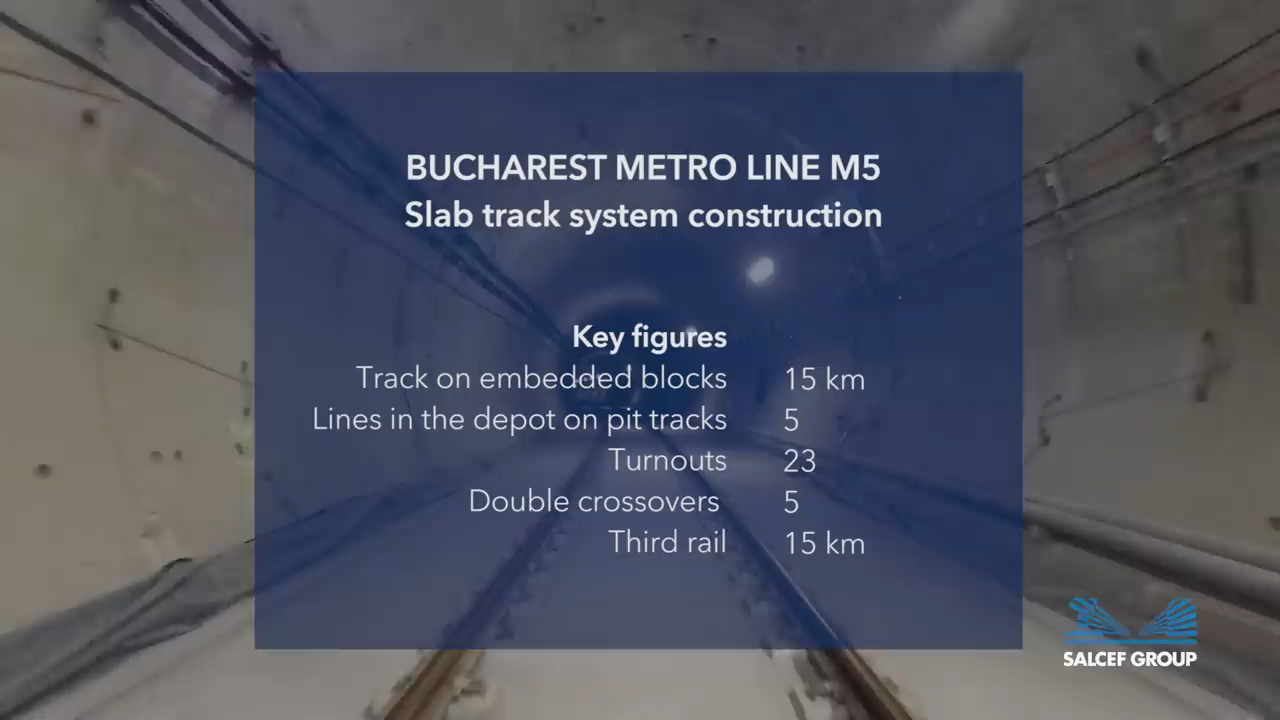 BUCHAREST METRO LINE M5
Slab track system construction
Key figures
Track on embedded blocks 15 km
Lines in the depot on pit tracks 5
Turnouts 23
Double crossovers 5
Third rail 15 km
SALCEF GROUP